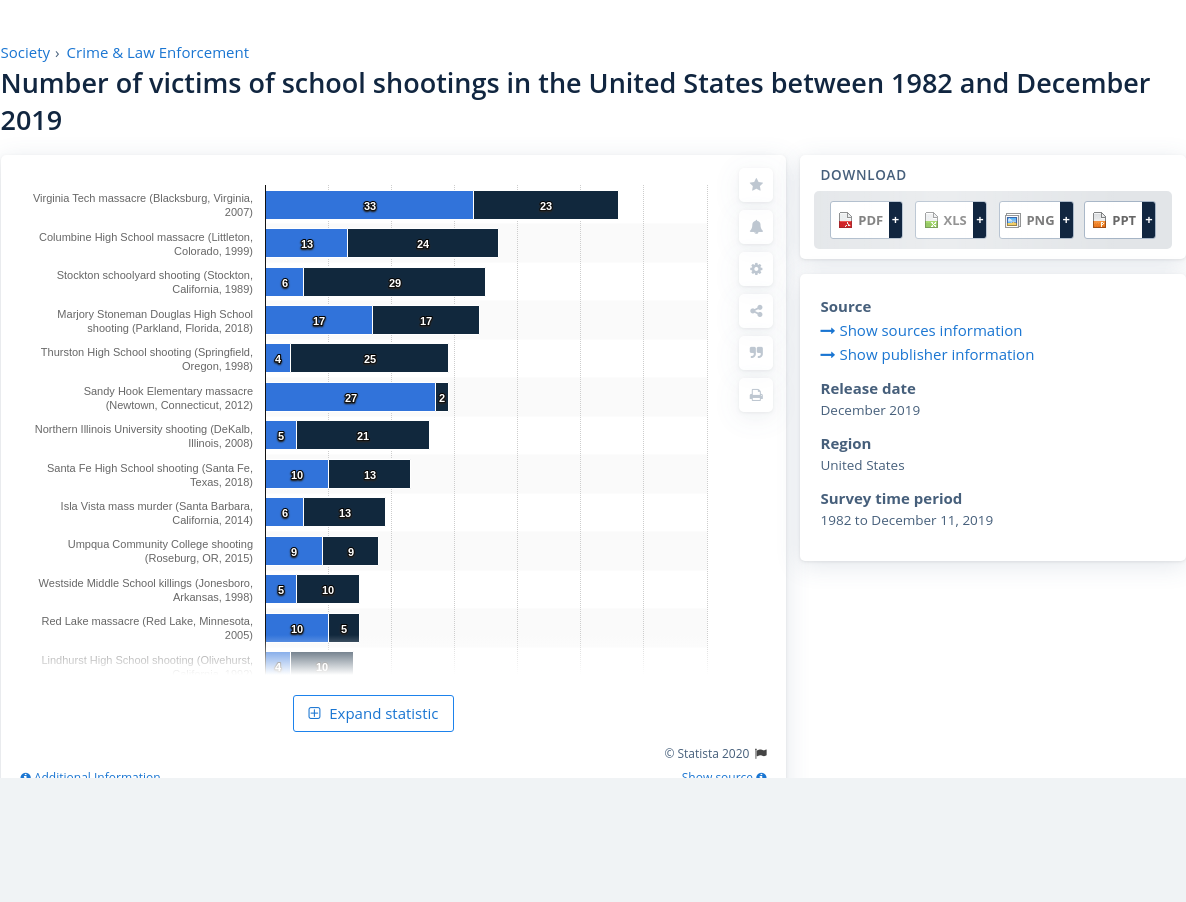 Society › Crime & Law Enforcement
Number of victims of school shootings in the United States between 1982 and December
2019
Virginia Tech massacre (Blacksburg, Virginia,
2007)
33 23
Columbine High School massacre (Littleton,
Colorado, 1999)
13 24
Stockton schoolyard shooting (Stockton,
California, 1989)
6 29
Marjory Stoneman Douglas High School
shooting (Parkland, Florida, 2018)
17 17
Thurston High School shooting (Springfield,
Oregon, 1998)
4 25
Sandy Hook Elementary massacre
(Newtown, Connecticut, 2012)
27 2
Northern Illinois University shooting (DeKalb,
Illinois, 2008)
5 21
Santa Fe High School shooting (Santa Fe,
Texas, 2018)
10 13
Isla Vista mass murder (Santa Barbara,
California, 2014)
6 13
Umpqua Community College shooting
(Roseburg, OR, 2015)
9 9
Westside Middle School killings (Jonesboro,
Arkansas, 1998)
5 10
Red Lake massacre (Red Lake, Minnesota,
2005)
10 5
Lindhurst High School shooting (Olivehurst,
4 10
Expand statistic
© Statista 2020
Additional Information
Show source
DOWNLOAD
PDF + XLS + PNG + PPT +
Source
Show sources information
Show publisher information
Release date
December 2019
Region
United States
Survey time period
1982 to December 11, 2019